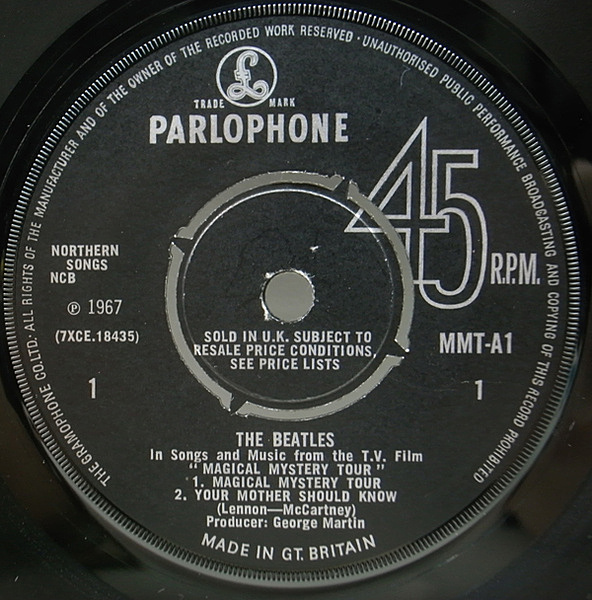 THE GRAMOPHONE CO.LTD. ALL RIGHTS OF THE MANUFACTURER AND OF THE OWNER OF THE RECORDED WORK RESERVED · UNAUTHORISED PUBLIC PERFORMANCE BROADCASTING AND COPYING OF THIS RECORD PROHIBITED
£
TRADE MARK
PARLOPHONE
45
R.P.M.
NORTHERN
SONGS
NCB
℗ 1967
(7XCE.18435)
1
SOLD IN U.K. SUBJECT TO
RESALE PRICE CONDITIONS,
SEE PRICE LISTS
MMT-A1
1
THE BEATLES
In Songs and Music from the T.V. Film
"MAGICAL MYSTERY TOUR"
1. MAGICAL MYSTERY TOUR
2. YOUR MOTHER SHOULD KNOW
(Lennon—McCartney)
Producer: George Martin
MADE IN GT. BRITAIN